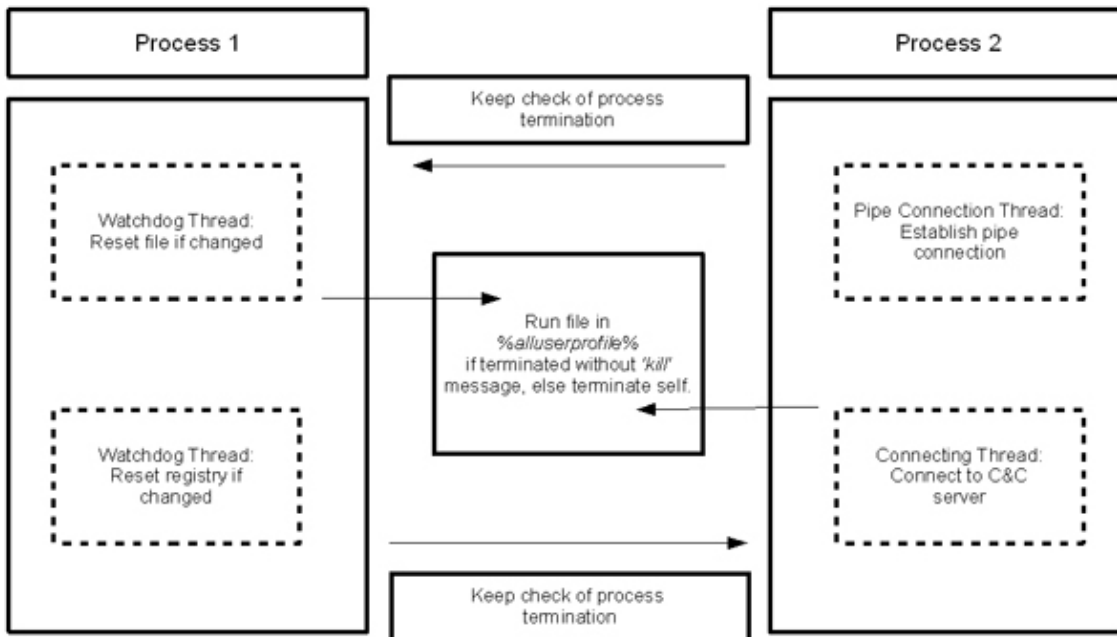 Process 1
Process 2
Keep check of process
termination
Watchdog Thread:
Reset file if changed
Pipe Connection Thread:
Establish pipe
connection
Run file in
%alluserprofile%
if terminated without 'kill'
message, else terminate self.
Watchdog Thread:
Reset registry if
changed
Connecting Thread:
Connect to C&C
server
Keep check of process
termination